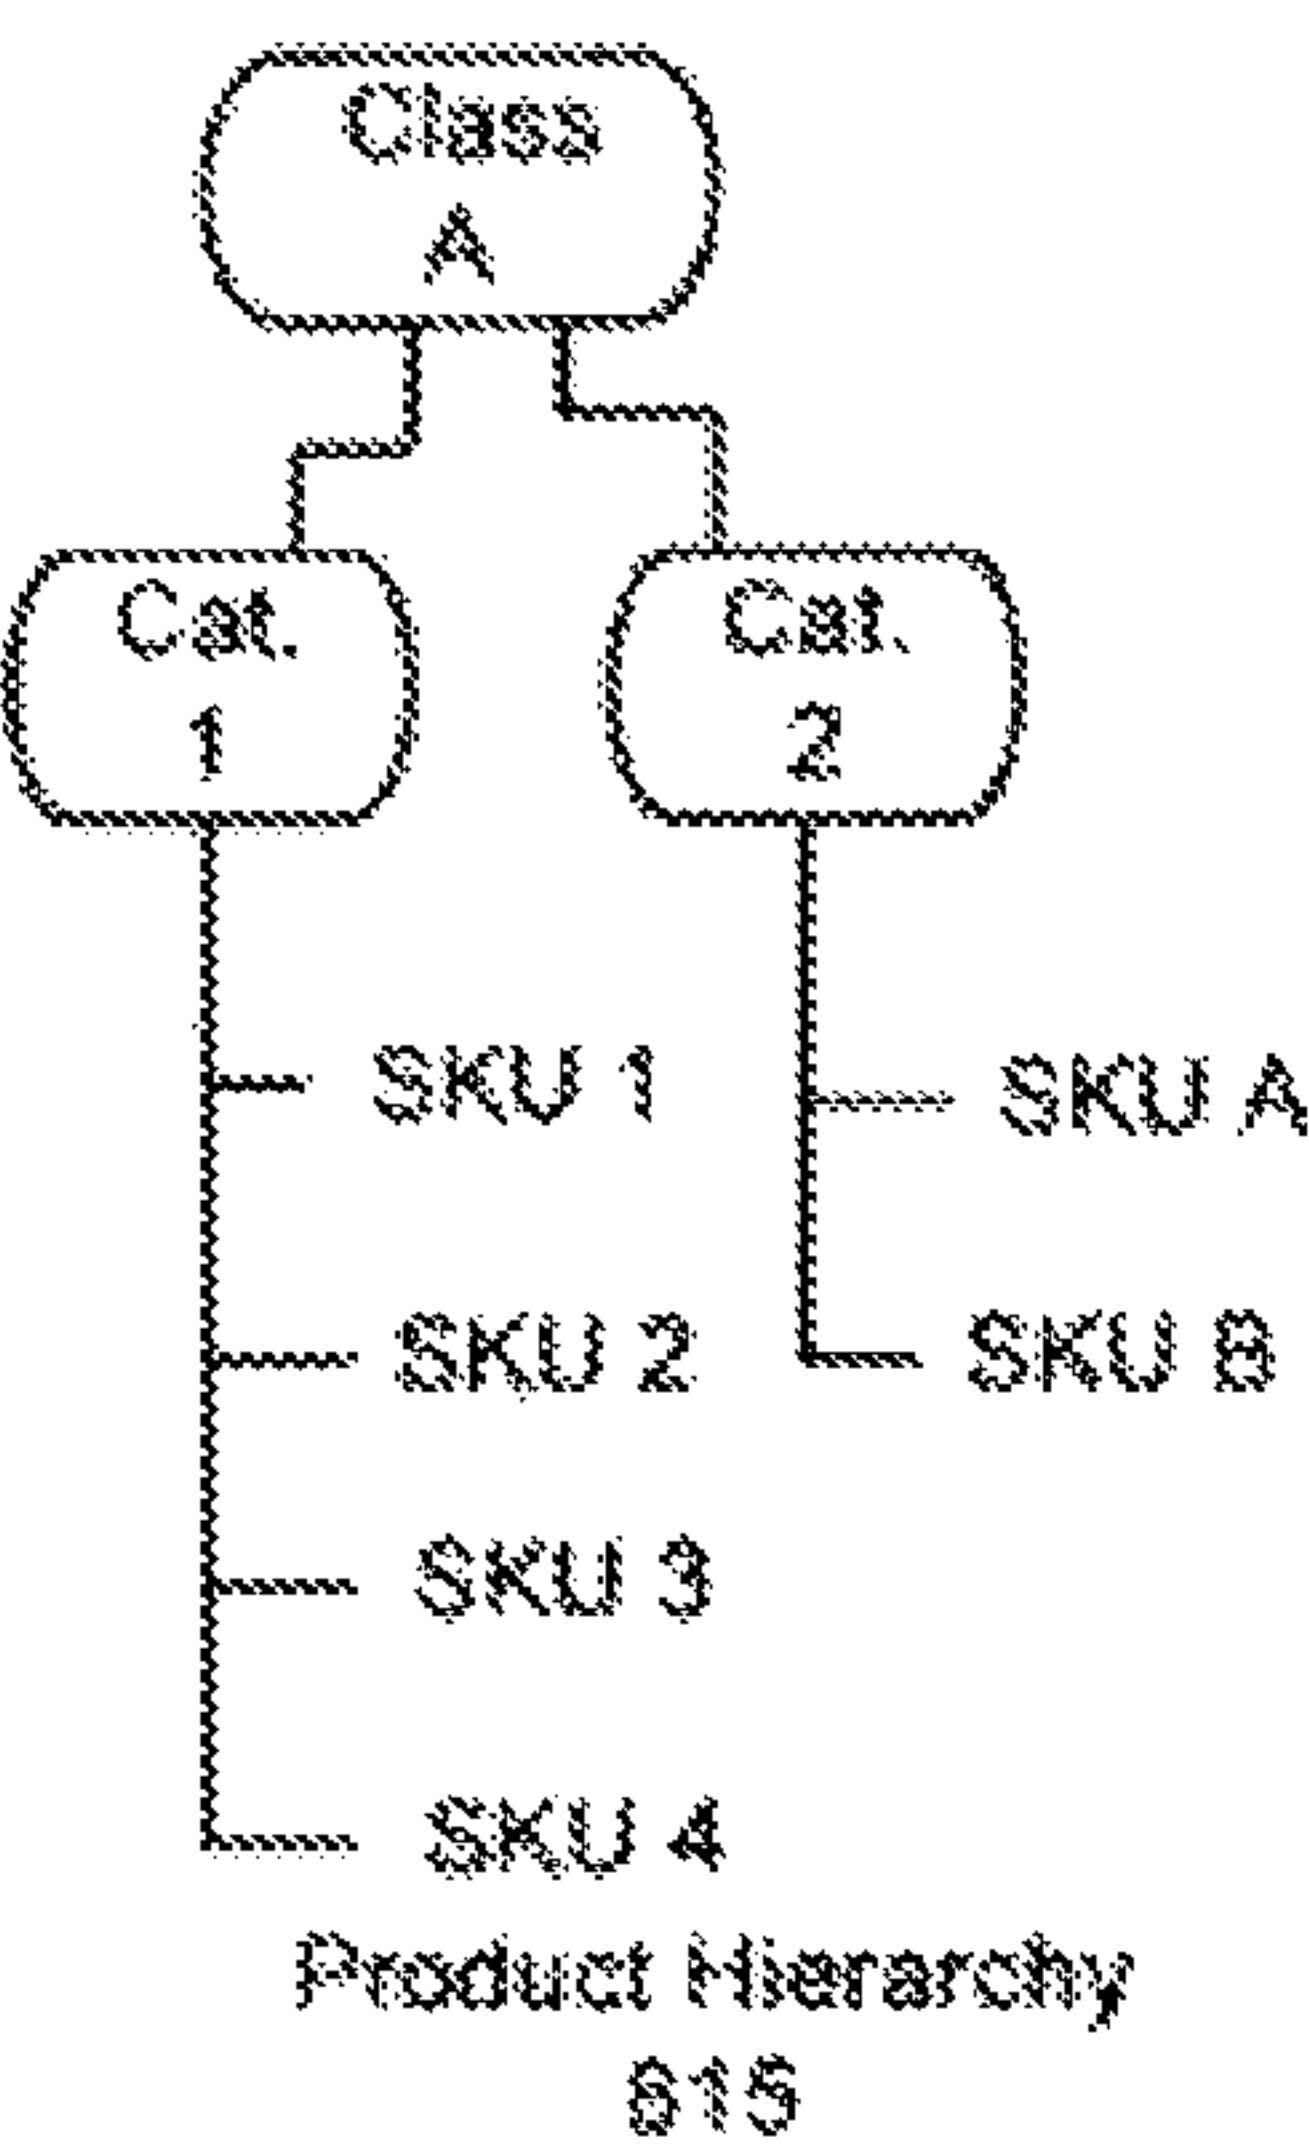 Class
A
Cat.
1
Cat.
2
SKU 1
SKU A
SKU 2
SKU B
SKU 3
SKU 4
Product Hierarchy
615